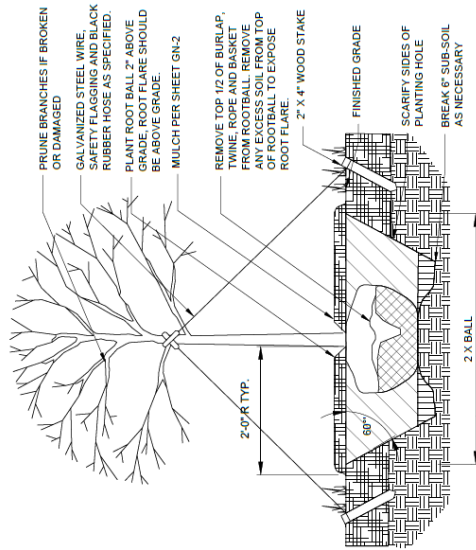 PRUNE BRANCHES IF BROKEN
OR DAMAGED
GALVANIZED STEEL WIRE,
SAFETY FLAGGING AND BLACK
RUBBER HOSE AS SPECIFIED.
PLANT ROOT BALL 2" ABOVE
GRADE, ROOT FLARE SHOULD
BE ABOVE GRADE.
MULCH PER SHEET GN-2
REMOVE TOP 1/2 OF BURLAP,
TWINE, ROPE AND BASKET
FROM ROOTBALL. REMOVE
ANY EXCESS SOIL FROM TOP
OF ROOTBALL TO EXPOSE
ROOT FLARE.
2" X 4" WOOD STAKE
FINISHED GRADE
SCARIFY SIDES OF
PLANTING HOLE
BREAK 6" SUB-SOIL
AS NECESSARY
2'-0" R TYP.
60°
2 X BALL